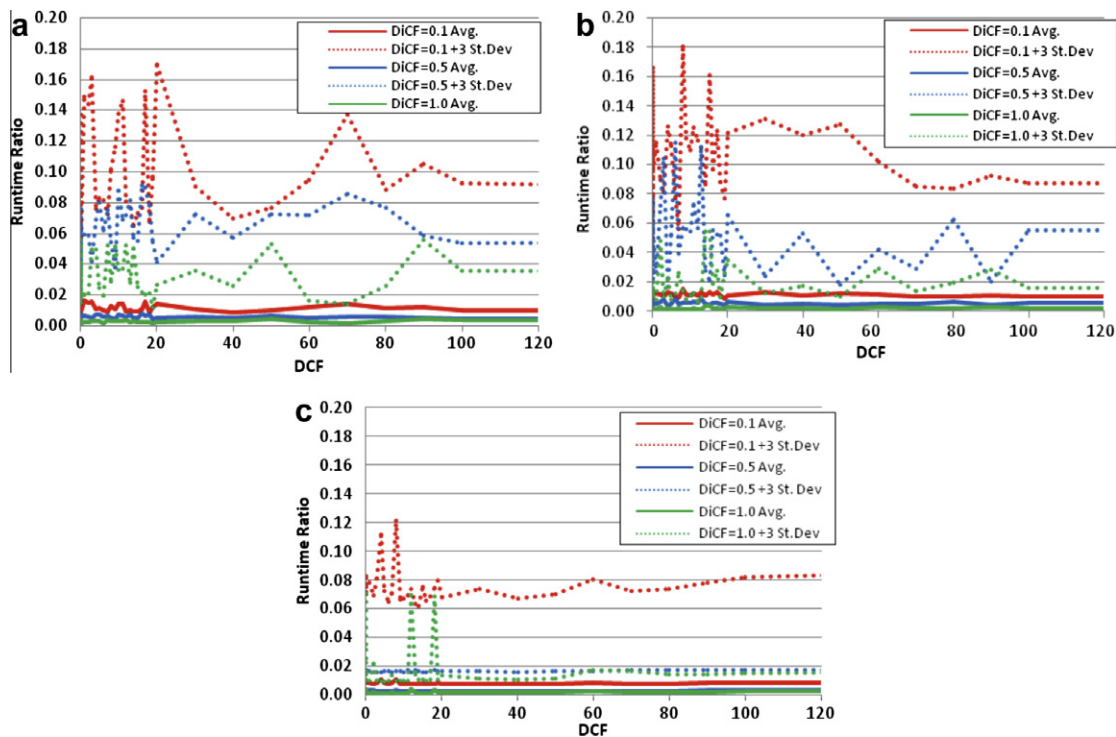 a
0.20
0.18
0.16
0.14
0.12
0.10
0.08
0.06
0.04
0.02
0.00
Runtime Ratio
0 20 40 60 80 100 120
DCF
DiCF=0.1 Avg.
DiCF=0.1 +3 St.Dev
DiCF=0.5 Avg.
DiCF=0.5 +3 St.Dev
DiCF=1.0 Avg.
b
0.20
0.18
0.16
0.14
0.12
0.10
0.08
0.06
0.04
0.02
0.00
Runtime Ratio
0 20 40 60 80 100 120
DCF
DiCF=0.1 Avg.
DiCF=0.1 +3 St.Dev
DiCF=0.5 Avg.
DiCF=0.5 +3 St.Dev
DiCF=1.0 Avg.
DiCF=1.0 +3 St.Dev
c
0.20
0.18
0.16
0.14
0.12
0.10
0.08
0.06
0.04
0.02
0.00
Runtime Ratio
0 20 40 60 80 100 120
DCF
DiCF=0.1 Avg.
DiCF=0.1 +3 St.Dev
DiCF=0.5 Avg.
DiCF=0.5 +3 St. Dev
DiCF=1.0 Avg.
DiCF=1.0 +3 St.Dev